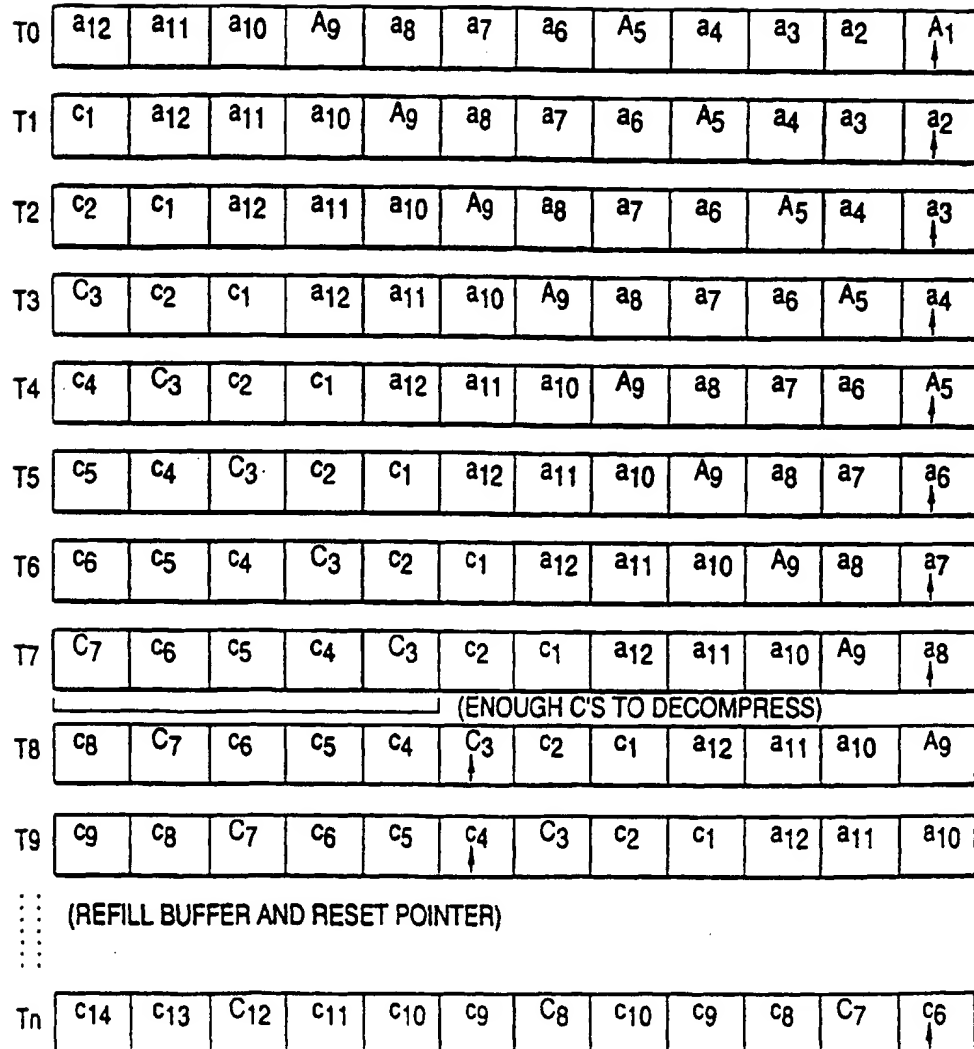 T0 a12 a11 a10 A9 a8 a7 a6 A5 a4 a3 a2 A1
T1 c1 a12 a11 a10 A9 a8 a7 a6 A5 a4 a3 a2
T2 c2 c1 a12 a11 a10 A9 a8 a7 a6 A5 a4 a3
T3 C3 c2 c1 a12 a11 a10 A9 a8 a7 a6 A5 a4
T4 c4 C3 c2 c1 a12 a11 a10 A9 a8 a7 a6 A5
T5 c5 c4 C3 c2 c1 a12 a11 a10 A9 a8 a7 a6
T6 c6 c5 c4 C3 c2 c1 a12 a11 a10 A9 a8 a7
T7 C7 c6 c5 c4 C3 c2 c1 a12 a11 a10 A9 a8
(ENOUGH C'S TO DECOMPRESS)
T8 c8 C7 c6 c5 c4 C3 c2 c1 a12 a11 a10 A9
T9 c9 c8 C7 c6 c5 c4 C3 c2 c1 a12 a11 a10
(REFILL BUFFER AND RESET POINTER)
Tn c14 c13 C12 c11 c10 c9 C8 c10 c9 c8 C7 c6